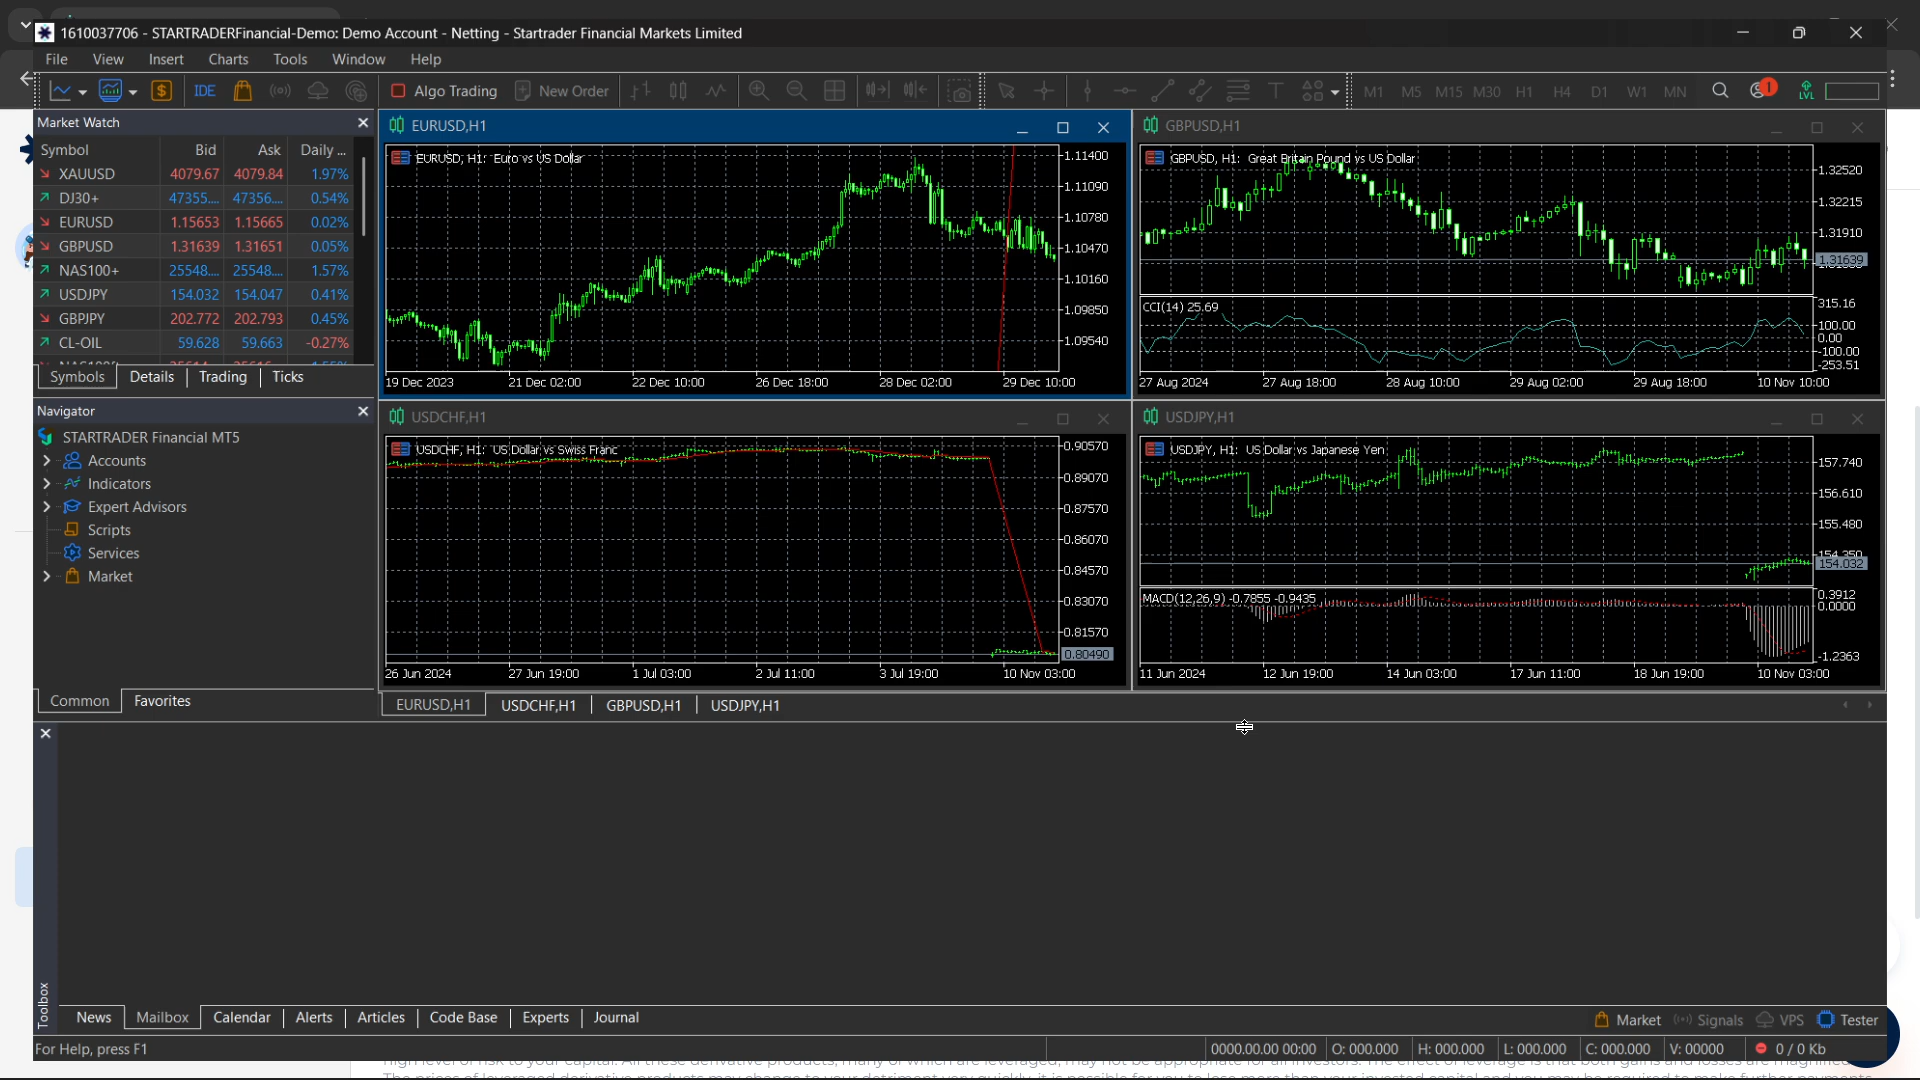 1610037706 - STARTRADERFinancial-Demo: Demo Account - Netting - Startrader Financial Markets Limited
File View Insert Charts Tools Window Help
IDE Algo Trading New Order M1 M5 M15 M30 H1 H4 D1 W1 MN 1 LVL
Market Watch
Symbol Bid Ask Daily ...
XAUUSD 4079.67 4079.84 1.97%
DJ30+ 47355.... 47356.... 0.54%
EURUSD 1.15653 1.15665 0.02%
GBPUSD 1.31639 1.31651 0.05%
NAS100+ 25548.... 25548.... 1.57%
USDJPY 154.032 154.047 0.41%
GBPJPY 202.772 202.793 0.45%
CL-OIL 59.628 59.663 -0.27%
Symbols Details Trading Ticks
Navigator
STARTRADER Financial MT5
Accounts
Indicators
Expert Advisors
Scripts
Services
Market
Common Favorites
EURUSD,H1
EURUSD, H1: Euro vs US Dollar
1.11400
1.11090
1.10780
1.10470
1.10160
1.09850
1.09540
19 Dec 2023 21 Dec 02:00 22 Dec 10:00 26 Dec 18:00 28 Dec 02:00 29 Dec 10:00
GBPUSD,H1
GBPUSD, H1: Great Britain Pound vs US Dollar
1.32520
1.32215
1.31910
1.31639
CCI(14) 25.69
315.16
100.00
0.00
-100.00
-253.51
27 Aug 2024 27 Aug 18:00 28 Aug 10:00 29 Aug 02:00 29 Aug 18:00 10 Nov 10:00
USDCHF,H1
USDCHF, H1: US Dollar vs Swiss Franc
0.90570
0.89070
0.87570
0.86070
0.84570
0.83070
0.81570
0.80490
26 Jun 2024 27 Jun 19:00 1 Jul 03:00 2 Jul 11:00 3 Jul 19:00 10 Nov 03:00
USDJPY,H1
USDJPY, H1: US Dollar vs Japanese Yen
157.740
156.610
155.480
154.350
154.032
MACD(12,26,9) -0.7855 -0.9435
0.3912
0.0000
-1.2363
11 Jun 2024 12 Jun 19:00 14 Jun 03:00 17 Jun 11:00 18 Jun 19:00 10 Nov 03:00
EURUSD,H1 USDCHF,H1 GBPUSD,H1 USDJPY,H1
Toolbox
News Mailbox Calendar Alerts Articles Code Base Experts Journal
Market Signals VPS Tester
For Help, press F1
0000.00.00 00:00 O: 000.000 H: 000.000 L: 000.000 C: 000.000 V: 00000 0 / 0 Kb